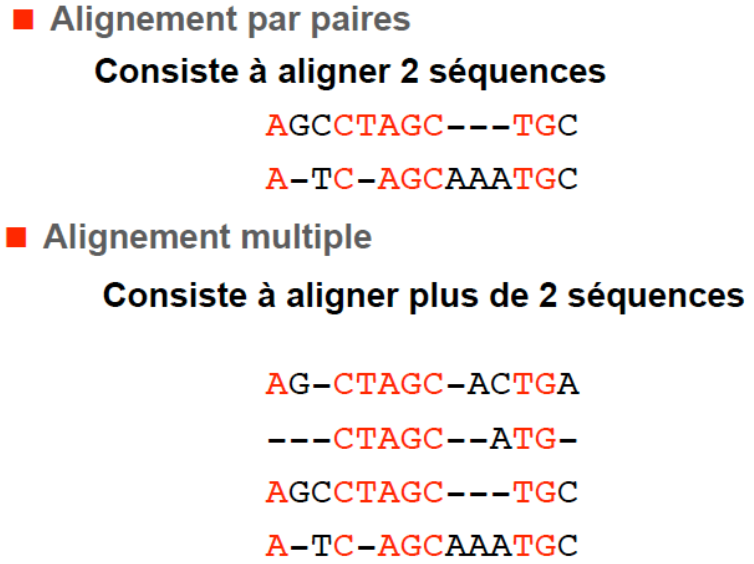 Alignement par paires
Consiste à aligner 2 séquences
AGCCTAGC---TGC
A-TC-AGCAAATGC
Alignement multiple
Consiste à aligner plus de 2 séquences
AG-CTAGC-ACTGA
---CTAGC--ATG-
AGCCTAGC---TGC
A-TC-AGCAAATGC